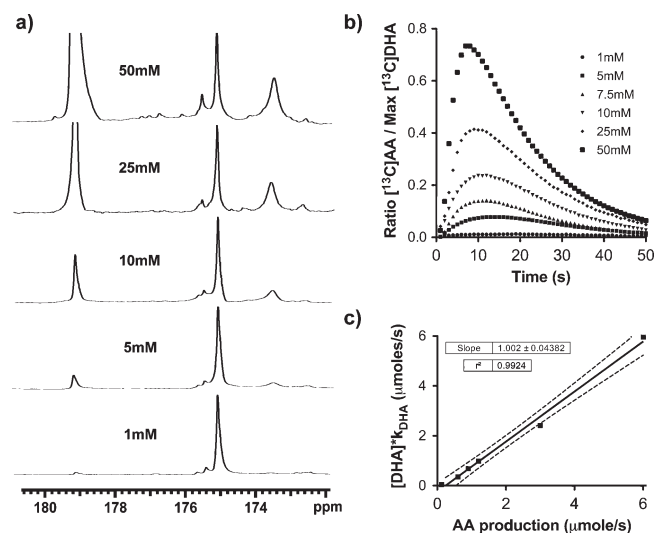 a)
50mM
25mM
10mM
5mM
1mM
180 178 176 174 ppm
b)
Ratio [¹³C]AA / Max [¹³C]DHA
0.8
0.6
0.4
0.2
0.0
0 10 20 30 40 50
Time (s)
1mM
5mM
7.5mM
10mM
25mM
50mM
c)
[DHA]*k_DHA (μmoles/s)
6
4
2
0
Slope 1.002 ± 0.04382
r² 0.9924
0 2 4 6
AA production (μmole/s)